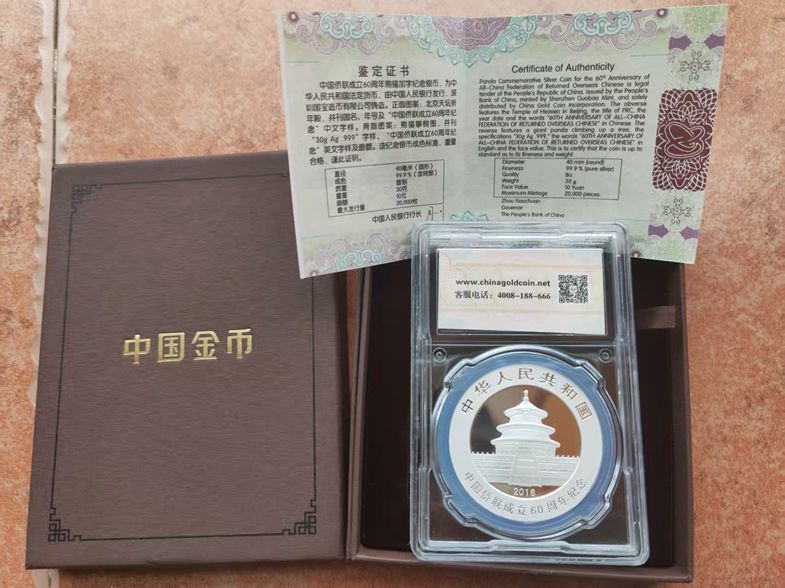 鉴定证书
中国侨联成立60周年熊猫加字纪念银币，为中
华人民共和国法定货币，由中国人民银行发行，深
圳国宝造币有限公司铸造。正面图案：北京天坛祈
年殿，并刊国名、年号及“中国侨联成立60周年纪
念”中文字样。背面图案：熊猫攀爬图，并刊
“30g Ag 999”字样、“中国侨联成立60周年纪
念”英文字样及面额。该纪念银币成色标准，重量
合格，谨此证明。
直径 40毫米（圆形）
成色 99.9%（含纯银）
质量 普制
重量 30克
面额 10元
最大发行量 20,000枚
中国人民银行行长
Certificate of Authenticity
Panda Commemorative Silver Coin for the 60th Anniversary of
All-China Federation of Returned Overseas Chinese is legal
tender of the People's Republic of China, issued by the People's
Bank of China, minted by Shenzhen Guobao Mint, and solely
distributed by China Gold Coin Incorporation. The obverse
features the Temple of Heaven in Beijing, the title of PRC, the
year date and the words "60TH ANNIVERSARY OF ALL-CHINA
FEDERATION OF RETURNED OVERSEAS CHINESE" in Chinese. The
reverse features a giant panda climbing up a tree, the
specifications "30g Ag 999," the words "60TH ANNIVERSARY OF
ALL-CHINA FEDERATION OF RETURNED OVERSEAS CHINESE" in
English and the face value. This is to certify that the coin is up to
standard as to its fineness and weight.
Diameter 40 mm (round)
Fineness 99.9 % (pure silver)
Quality Bu.
Weight 30 g
Face Value 10 Yuan
Maximum Mintage 20,000 pieces
Zhou Xiaochuan
Governor
The People's Bank of China
中国金币
www.chinagoldcoin.net
客服电话：4008-188-666
中华人民共和国
2016
中国侨联成立60周年纪念